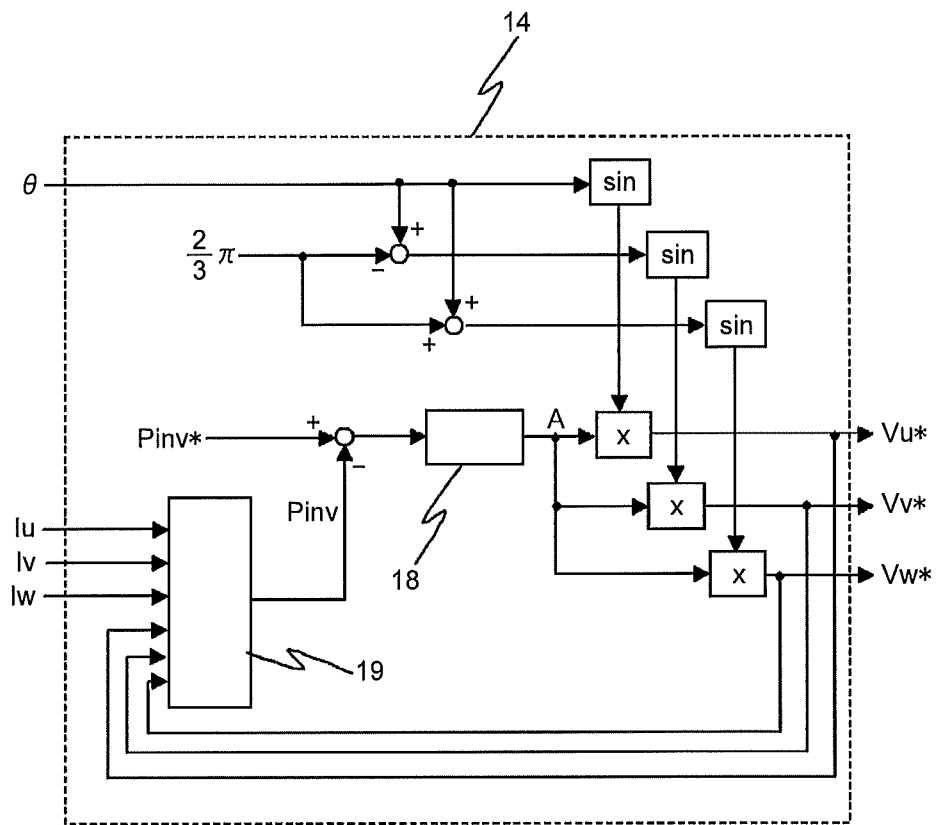 14
θ
sin
+
2
3
π
−
sin
+
+
sin
Pinv*
+
−
A
x
Vu*
Pinv
18
x
Vv*
Iu
Iv
Iw
x
Vw*
19